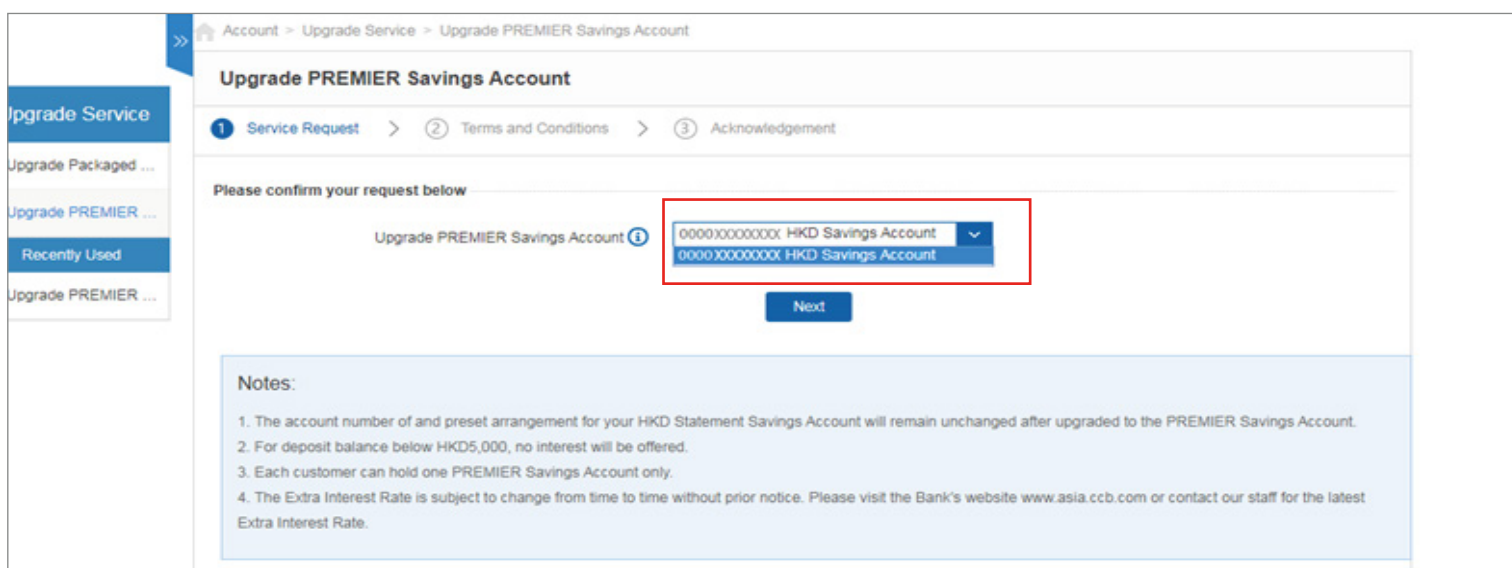 Account > Upgrade Service > Upgrade PREMIER Savings Account
Upgrade PREMIER Savings Account
Upgrade Service
1 Service Request > 2 Terms and Conditions > 3 Acknowledgement
Upgrade Packaged ...
Please confirm your request below
Upgrade PREMIER ...
Upgrade PREMIER Savings Account i 0000XXXXXXXX HKD Savings Account
Recently Used
0000XXXXXXXX HKD Savings Account
Upgrade PREMIER ...
Next
Notes:
1. The account number of and preset arrangement for your HKD Statement Savings Account will remain unchanged after upgraded to the PREMIER Savings Account.
2. For deposit balance below HKD5,000, no interest will be offered.
3. Each customer can hold one PREMIER Savings Account only.
4. The Extra Interest Rate is subject to change from time to time without prior notice. Please visit the Bank's website www.asia.ccb.com or contact our staff for the latest
Extra Interest Rate.